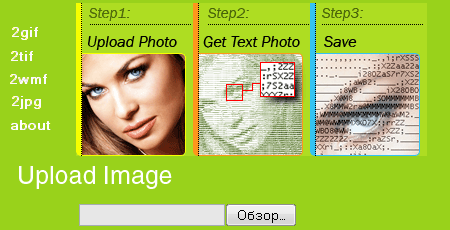 Step1: Step2: Step3:
Upload Photo Get Text Photo Save
2gif
2tif
2wmf
2jpg
about
Upload Image
Обзор...